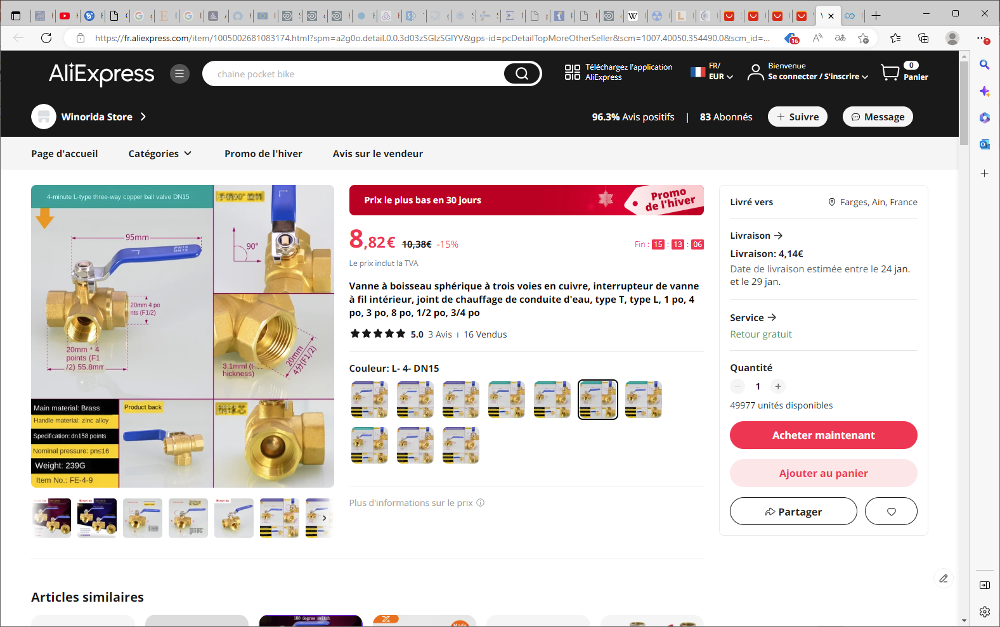 https://fr.aliexpress.com/item/1005002681083174.html?spm=a2g0o.detail.0.0.3d03zSGlzSGlYV&gps-id=pcDetailTopMoreOtherSeller&scm=1007.40050.354490.0&scm_id=...
16
AliExpress
chaine pocket bike
Téléchargez l'application
AliExpress
FR/
EUR
Bienvenue
Se connecter / S'inscrire
0
Panier
Winorida Store
96.3% Avis positifs | 83 Abonnés
+ Suivre
Message
Page d'accueil
Catégories
Promo de l'hiver
Avis sur le vendeur
4-minute L-type three-way copper ball valve DN15
95mm
PN16
DN15
20mm 4 po
nts (F1/2)
20mm * 4
points (F1
/2) 55.8mm
90°
3.1mml (t-
hickness)
20mm
4分(F1/2)
Main material: Brass
Handle material: zinc alloy
Specification: dn158 points
Nominal pressure: pn≤16
Weight: 239G
Item No.: FE-4-9
Product back
Prix le plus bas en 30 jours
Promo
de l'hiver
8,82€ 10,38€ -15%
Fin : 15 : 13 : 06
Le prix inclut la TVA
Vanne à boisseau sphérique à trois voies en cuivre, interrupteur de vanne
à fil intérieur, joint de chauffage de conduite d'eau, type T, type L, 1 po, 4
po, 3 po, 8 po, 1/2 po, 3/4 po
5.0 3 Avis | 16 Vendus
Couleur: L- 4- DN15
Plus d'informations sur le prix
Livré vers
Farges, Ain, France
Livraison
Livraison: 4,14€
Date de livraison estimée entre le 24 jan.
et le 29 jan.
Service
Retour gratuit
Quantité
1
49977 unités disponibles
Acheter maintenant
Ajouter au panier
Partager
Articles similaires
180 degree switch
Made